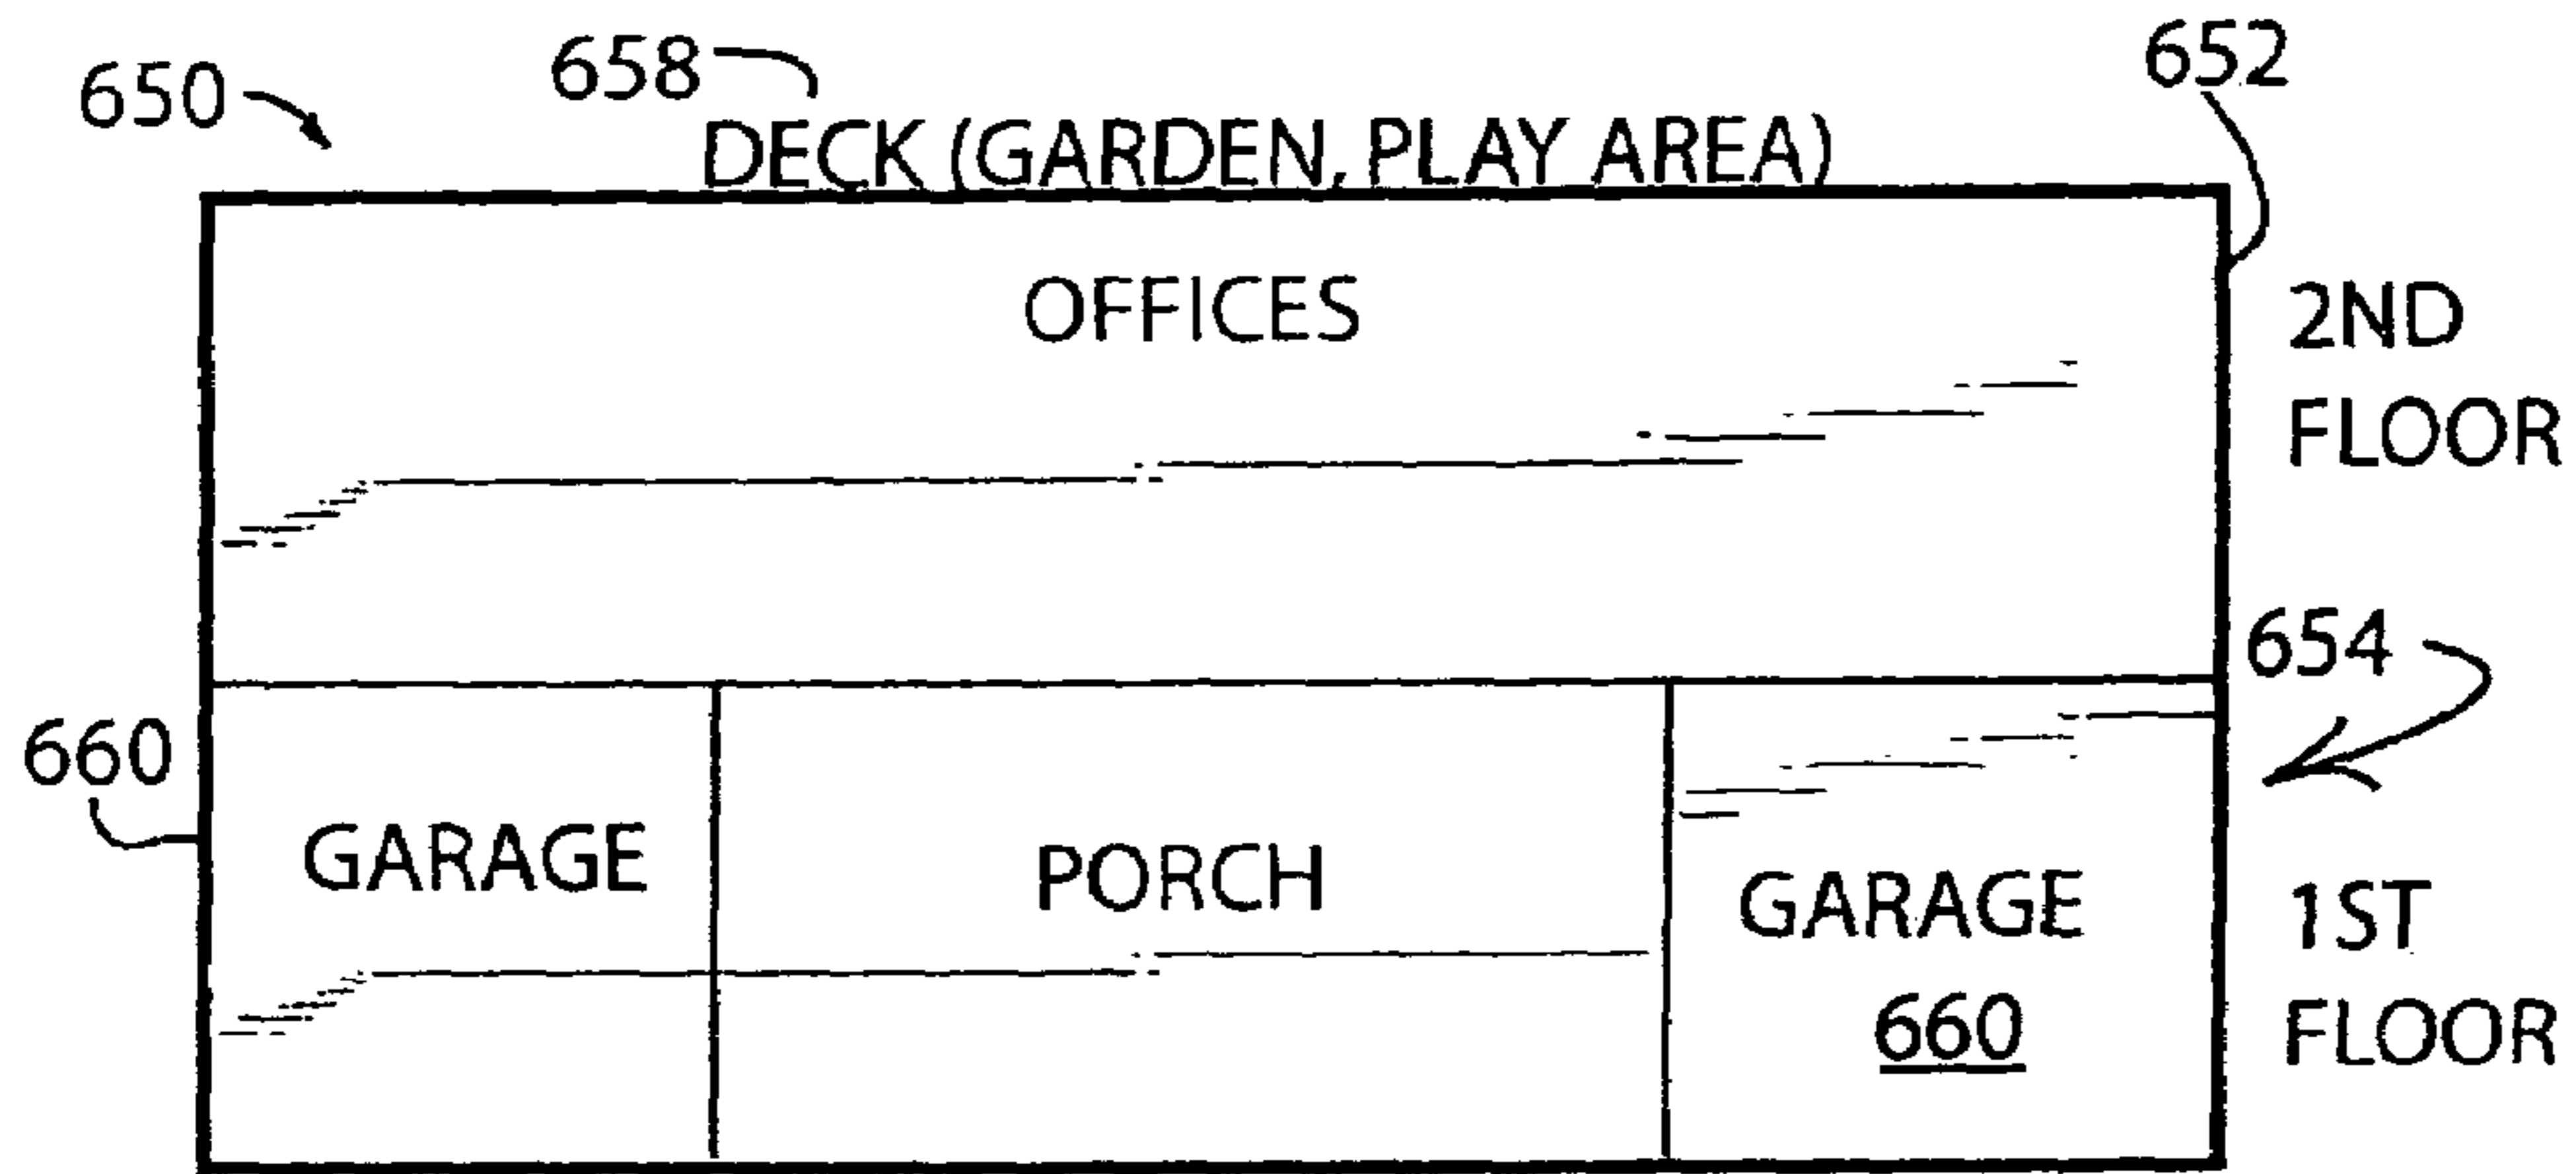 650
658
652
DECK (GARDEN, PLAY AREA)
OFFICES
2ND
FLOOR
654
660
GARAGE
PORCH
GARAGE
660
1ST
FLOOR